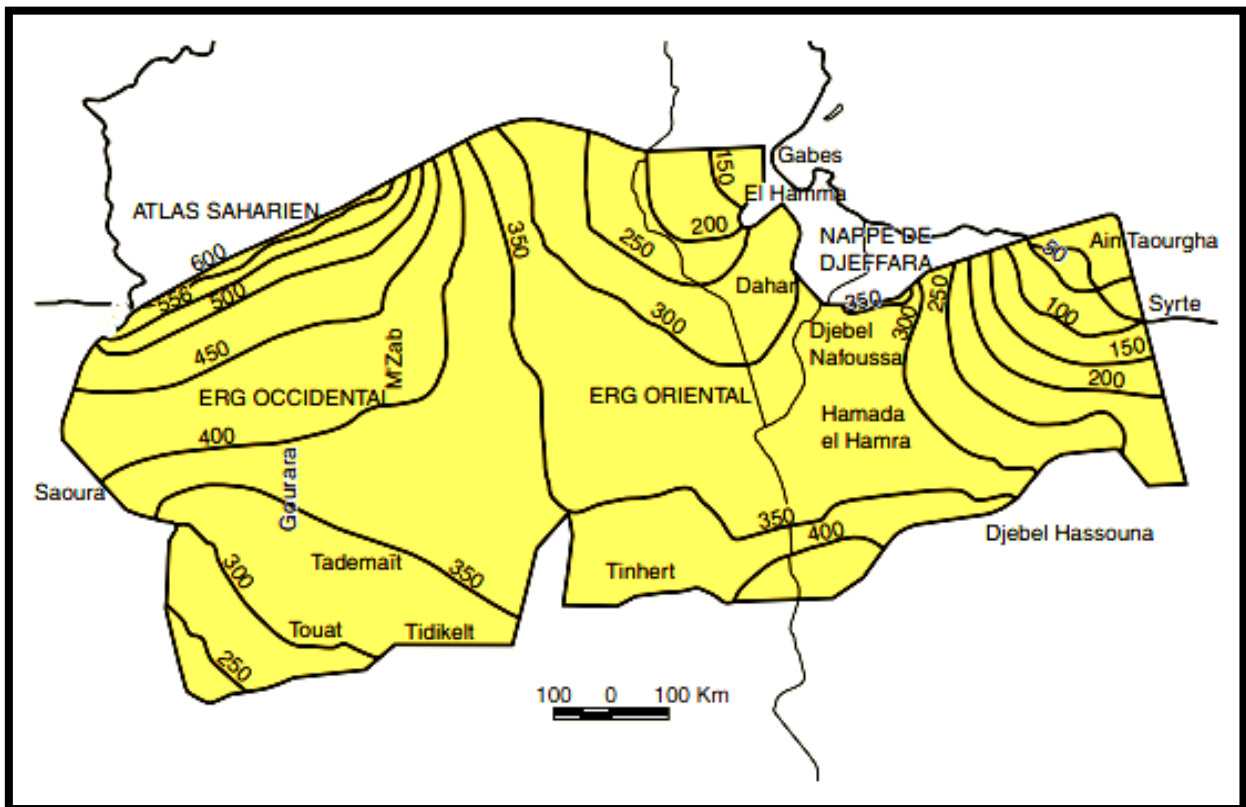 150
Gabes
El Hamma
ATLAS SAHARIEN
200
350
250
NAPPE DE
DJEFFARA
50
Ain Taourgha
600
556
500
Dahar
350
300
250
100
Syrte
300
Djebel
Nafoussa
450
M'Zab
150
200
ERG OCCIDENTAL
ERG ORIENTAL
Hamada
el Hamra
400
Saoura
Gourara
350
400
Djebel Hassouna
Tademaït
300
350
Tinhert
Touat
Tidikelt
250
100 0 100 Km